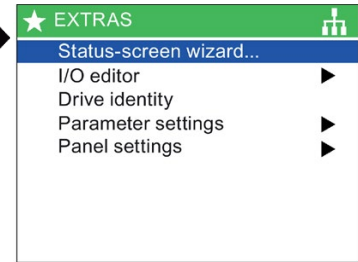 EXTRAS
Status-screen wizard...
I/O editor
Drive identity
Parameter settings
Panel settings